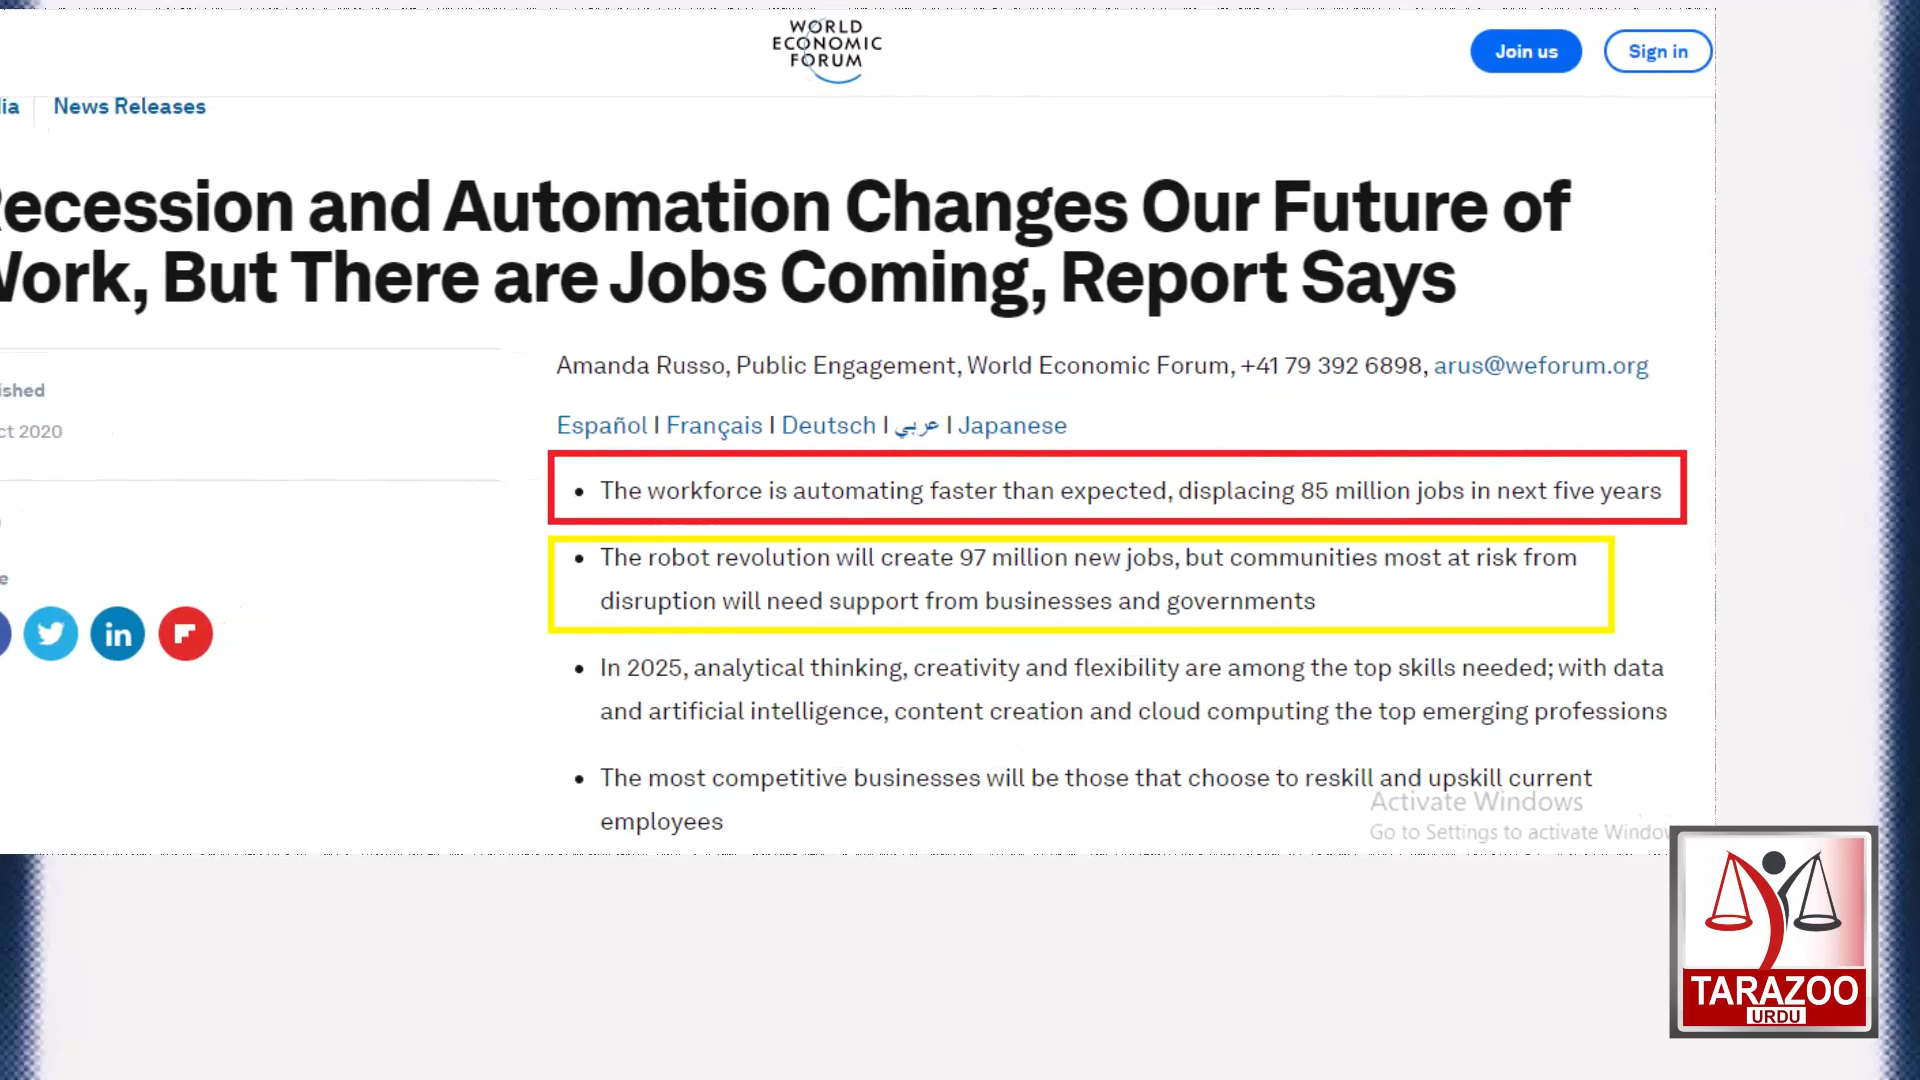 WORLD
ECONOMIC
FORUM
Join us
Sign in
News Releases
ecession and Automation Changes Our Future of
ork, But There are Jobs Coming, Report Says
Amanda Russo, Public Engagement, World Economic Forum, +41 79 392 6898, arus@weforum.org
ished
ct 2020
Español | Français | Deutsch | عربي | Japanese
• The workforce is automating faster than expected, displacing 85 million jobs in next five years
• The robot revolution will create 97 million new jobs, but communities most at risk from
disruption will need support from businesses and governments
• In 2025, analytical thinking, creativity and flexibility are among the top skills needed; with data
and artificial intelligence, content creation and cloud computing the top emerging professions
• The most competitive businesses will be those that choose to reskill and upskill current
employees
in
Activate Windows
Go to Settings to activate Window
TARAZOO
URDU